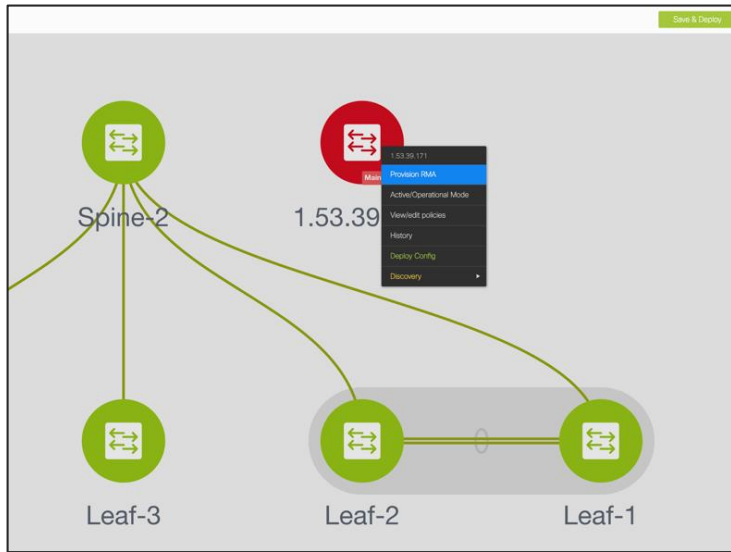 Save & Deploy
Main
1.53.39.171
Provision RMA
Active/Operational Mode
View/edit policies
History
Deploy Config
Discovery
Spine-2
1.53.39
Leaf-3
Leaf-2
Leaf-1